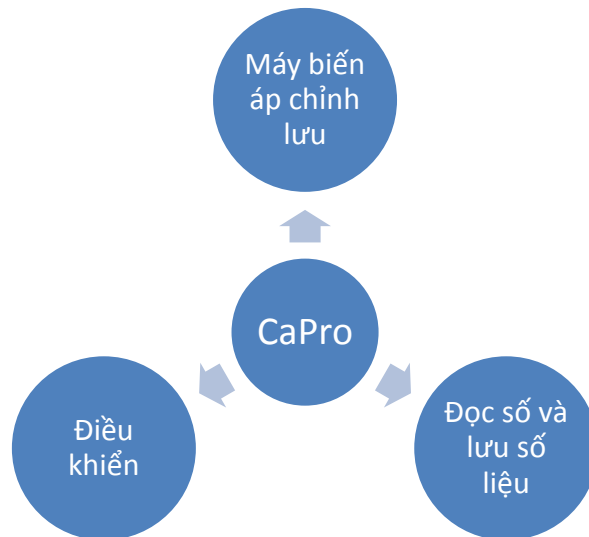 Máy biến
áp chỉnh
lưu
CaPro
Điều
khiển
Đọc số và
lưu số
liệu